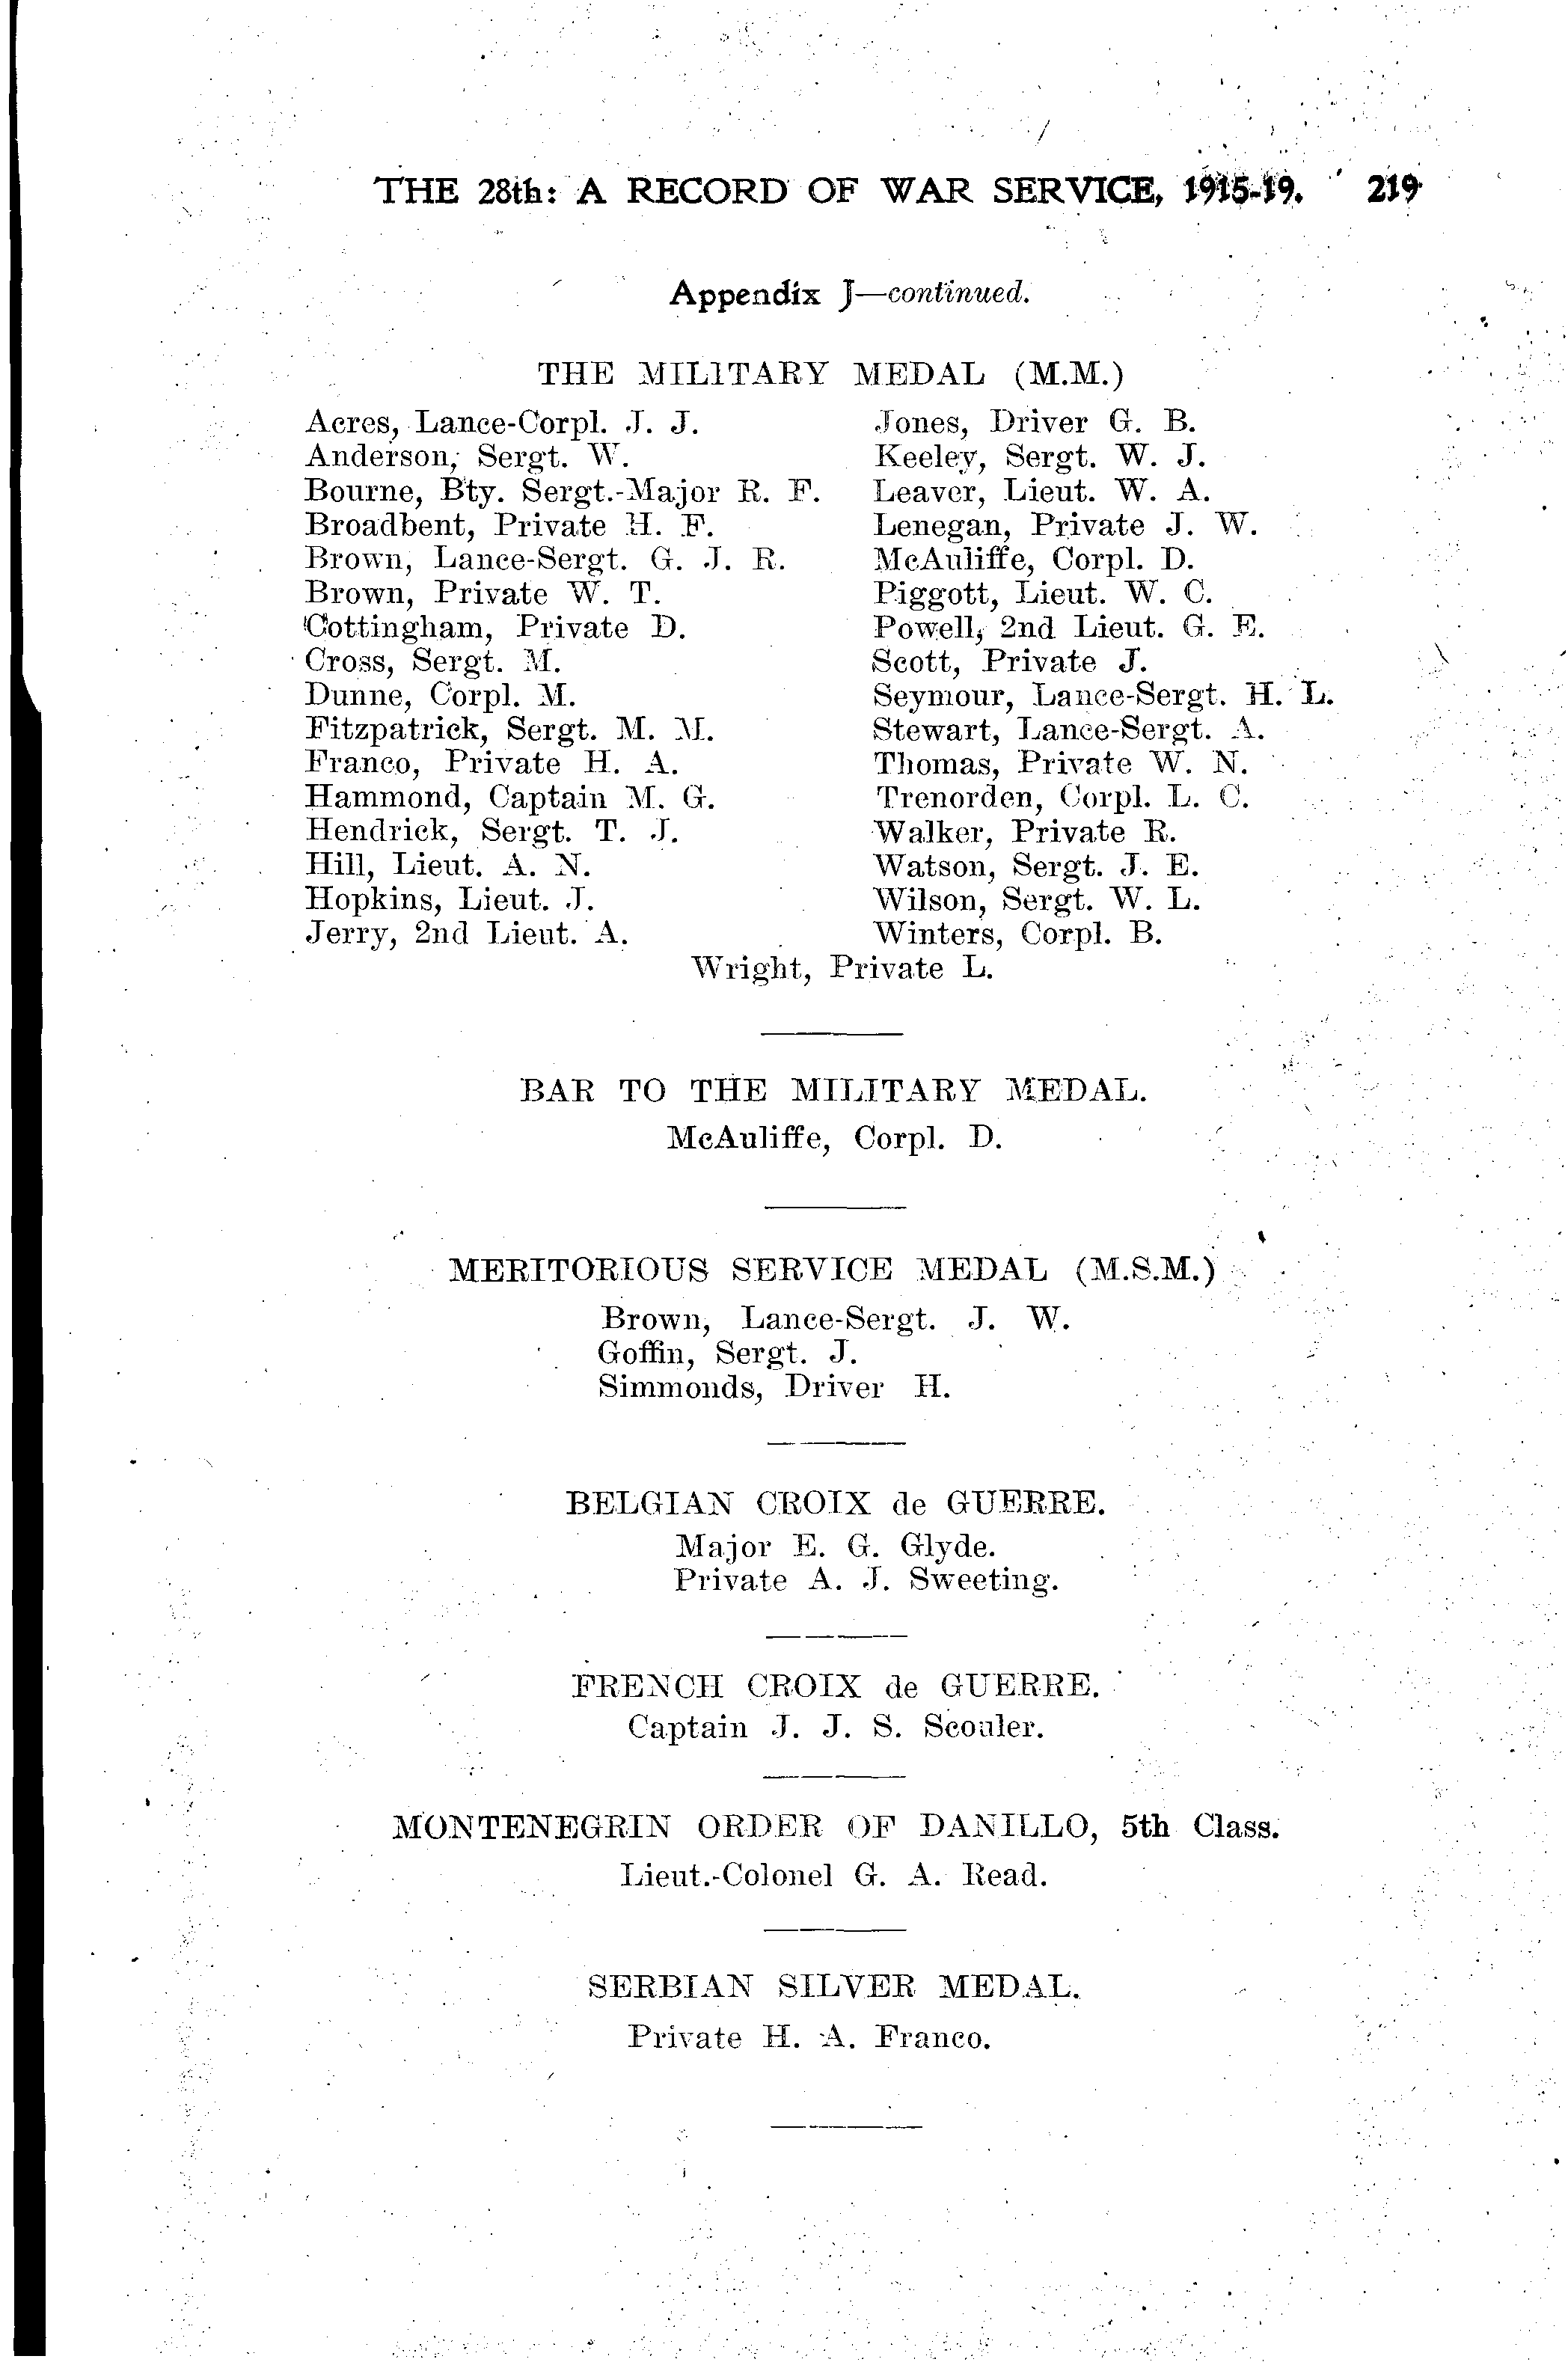 THE 28th: A RECORD OF WAR SERVICE, 1915-19. 219
Appendix J—continued.
THE MILITARY MEDAL (M.M.)
Acres, Lance-Corpl. J. J.
Anderson, Sergt. W.
Bourne, Bty. Sergt.-Major R. F.
Broadbent, Private H. F.
Brown, Lance-Sergt. G. J. R.
Brown, Private W. T.
Cottingham, Private D.
Cross, Sergt. M.
Dunne, Corpl. M.
Fitzpatrick, Sergt. M. M.
Franco, Private H. A.
Hammond, Captain M. G.
Hendrick, Sergt. T. J.
Hill, Lieut. A. N.
Hopkins, Lieut. J.
Jerry, 2nd Lieut. A.
Jones, Driver G. B.
Keeley, Sergt. W. J.
Leaver, Lieut. W. A.
Lenegan, Private J. W.
McAuliffe, Corpl. D.
Piggott, Lieut. W. C.
Powell, 2nd Lieut. G. E.
Scott, Private J.
Seymour, Lance-Sergt. H. L.
Stewart, Lance-Sergt. A.
Thomas, Private W. N.
Trenorden, Corpl. L. C.
Walker, Private R.
Watson, Sergt. J. E.
Wilson, Sergt. W. L.
Winters, Corpl. B.
Wright, Private L.
BAR TO THE MILITARY MEDAL.
McAuliffe, Corpl. D.
MERITORIOUS SERVICE MEDAL (M.S.M.)
Brown, Lance-Sergt. J. W.
Goffin, Sergt. J.
Simmonds, Driver H.
BELGIAN CROIX de GUERRE.
Major E. G. Glyde.
Private A. J. Sweeting.
FRENCH CROIX de GUERRE.
Captain J. J. S. Scouler.
MONTENEGRIN ORDER OF DANILLO, 5th Class.
Lieut.-Colonel G. A. Read.
SERBIAN SILVER MEDAL.
Private H. A. Franco.